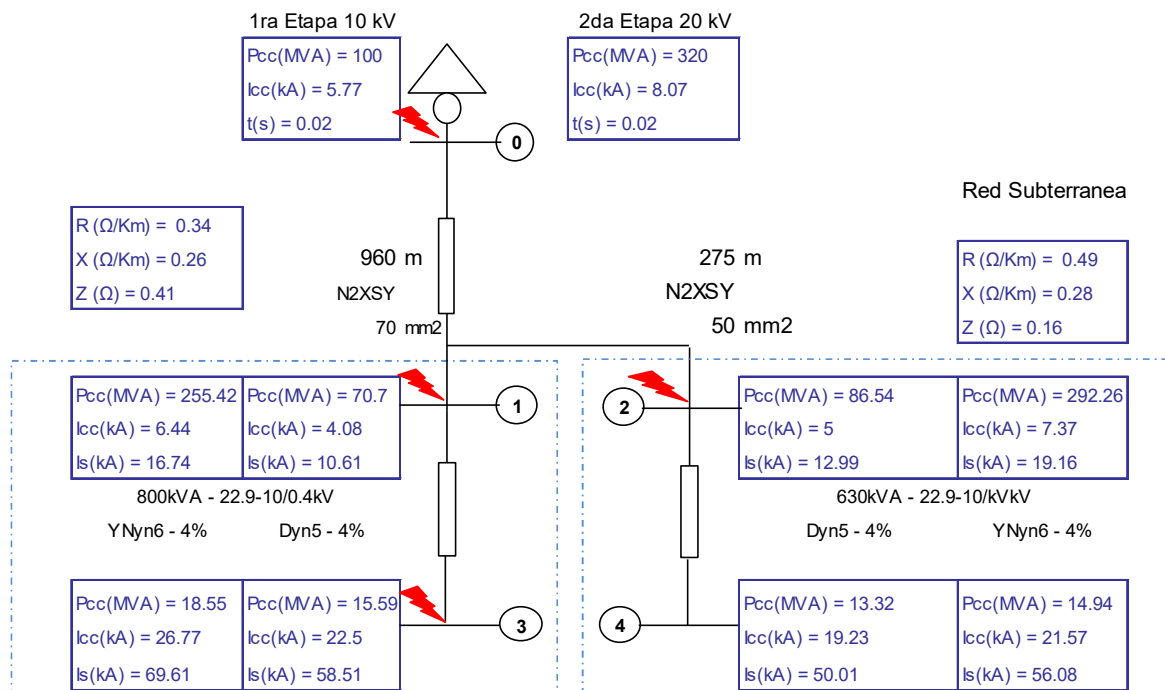 1ra Etapa 10 kV
2da Etapa 20 kV
Pcc(MVA) = 100
Icc(kA) = 5.77
t(s) = 0.02
Pcc(MVA) = 320
Icc(kA) = 8.07
t(s) = 0.02
0
Red Subterranea
R (Ω/Km) = 0.34
X (Ω/Km) = 0.26
Z (Ω) = 0.41
960 m
N2XSY
70 mm2
275 m
N2XSY
50 mm2
R (Ω/Km) = 0.49
X (Ω/Km) = 0.28
Z (Ω) = 0.16
Pcc(MVA) = 255.42
Icc(kA) = 6.44
Is(kA) = 16.74
Pcc(MVA) = 70.7
Icc(kA) = 4.08
Is(kA) = 10.61
1
2
Pcc(MVA) = 86.54
Icc(kA) = 5
Is(kA) = 12.99
Pcc(MVA) = 292.26
Icc(kA) = 7.37
Is(kA) = 19.16
800kVA - 22.9-10/0.4kV
YNyn6 - 4%
Dyn5 - 4%
630kVA - 22.9-10/kVkV
Dyn5 - 4%
YNyn6 - 4%
Pcc(MVA) = 18.55
Icc(kA) = 26.77
Is(kA) = 69.61
Pcc(MVA) = 15.59
Icc(kA) = 22.5
Is(kA) = 58.51
3
4
Pcc(MVA) = 13.32
Icc(kA) = 19.23
Is(kA) = 50.01
Pcc(MVA) = 14.94
Icc(kA) = 21.57
Is(kA) = 56.08